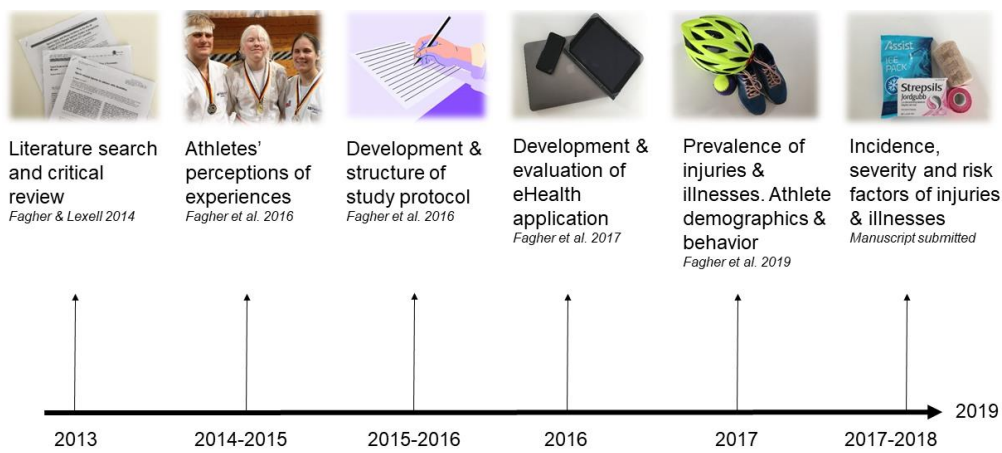 Assist
ICE
PACK
Strepsils
Jordgubb
Literature search
and critical
review
Fagher & Lexell 2014
Athletes’
perceptions of
experiences
Fagher et al. 2016
Development &
structure of
study protocol
Fagher et al. 2016
Development &
evaluation of
eHealth
application
Fagher et al. 2017
Prevalence of
injuries &
illnesses. Athlete
demographics &
behavior
Fagher et al. 2019
Incidence,
severity and risk
factors of injuries
& illnesses
Manuscript submitted
2019
2013
2014-2015
2015-2016
2016
2017
2017-2018